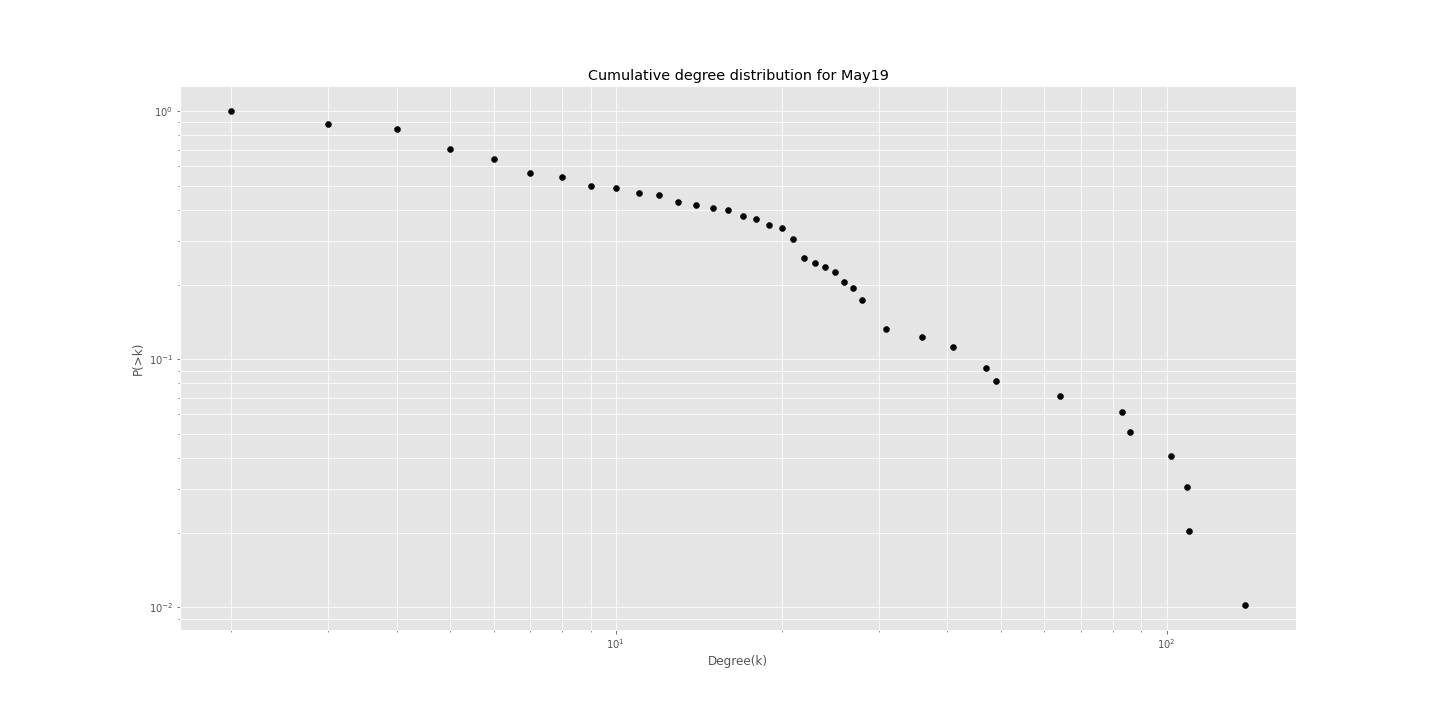 Cumulative degree distribution for May19
10⁰
10⁻¹
10⁻²
P(>k)
10¹
10²
Degree(k)